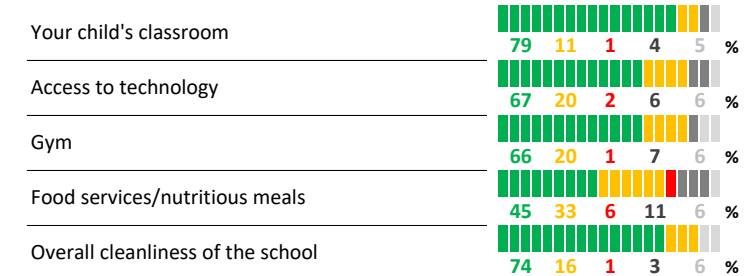 Your child's classroom
79 11 1 4 5 %
Access to technology
67 20 2 6 6 %
Gym
66 20 1 7 6 %
Food services/nutritious meals
45 33 6 11 6 %
Overall cleanliness of the school
74 16 1 3 6 %